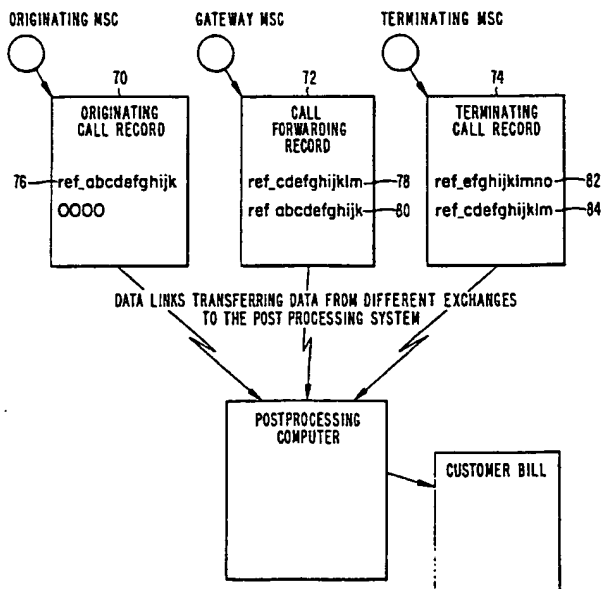 ORIGINATING MSC
GATEWAY MSC
TERMINATING MSC
70
72
74
ORIGINATING
CALL RECORD
76
ref_abcdefghijk
0000
CALL
FORWARDING
RECORD
ref_cdefghijklm
78
ref abcdefghijk
80
TERMINATING
CALL RECORD
ref_efghijklmno
82
ref_cdefghijklm
84
DATA LINKS TRANSFERRING DATA FROM DIFFERENT EXCHANGES
TO THE POST PROCESSING SYSTEM
POSTPROCESSING
COMPUTER
CUSTOMER BILL